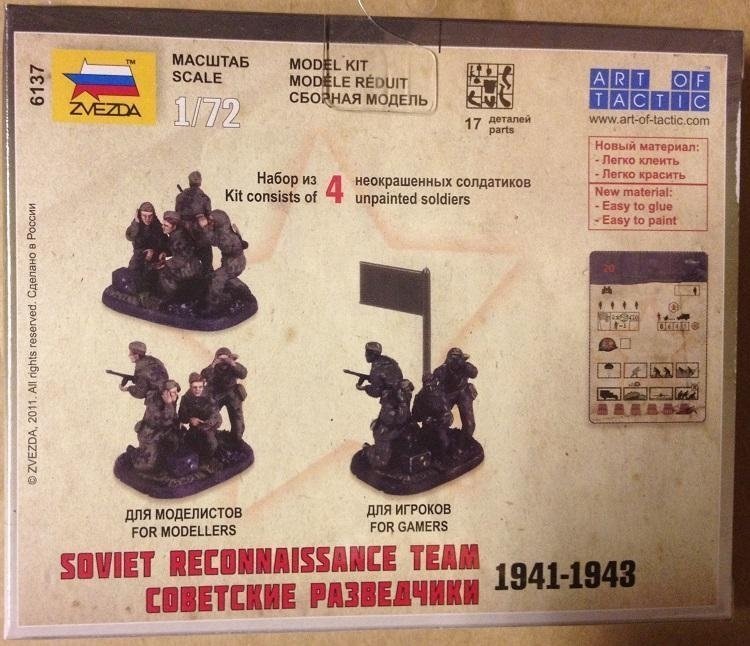 6137
ZVEZDA
TM
МАСШТАБ
SCALE
1/72
MODEL KIT
MODÈLE RÉDUIT
СБОРНАЯ МОДЕЛЬ
17 деталей
parts
ART OF
TACTIC
www.art-of-tactic.com
Новый материал:
- Легко клеить
- Легко красить
New material:
- Easy to glue
- Easy to paint
Набор из 4 неокрашенных солдатиков
Kit consists of unpainted soldiers
20
© ZVEZDA, 2011. All rights reserved. Сделано в России
ДЛЯ МОДЕЛИСТОВ
FOR MODELLERS
ДЛЯ ИГРОКОВ
FOR GAMERS
SOVIET RECONNAISSANCE TEAM
СОВЕТСКИЕ РАЗВЕДЧИКИ
1941-1943